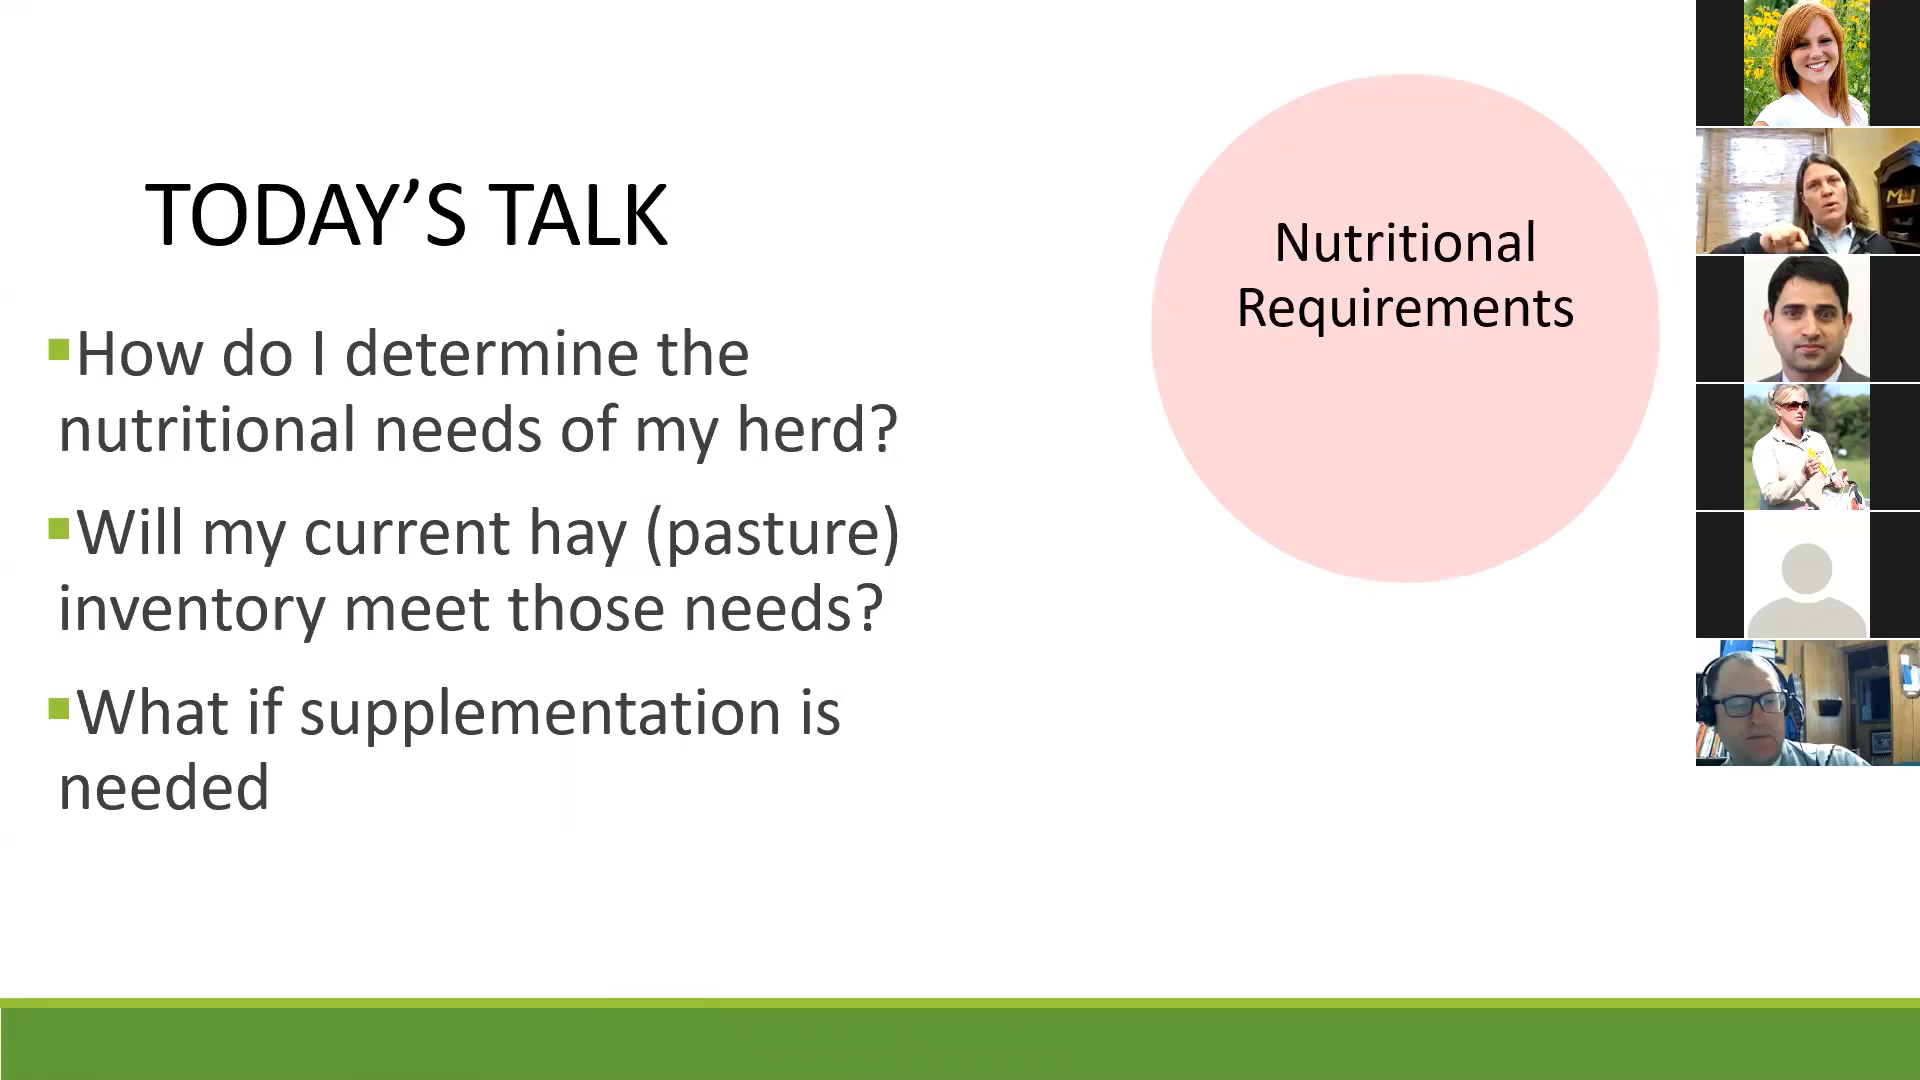 TODAY’S TALK
▪How do I determine the
nutritional needs of my herd?
▪Will my current hay (pasture)
inventory meet those needs?
▪What if supplementation is
needed
Nutritional
Requirements